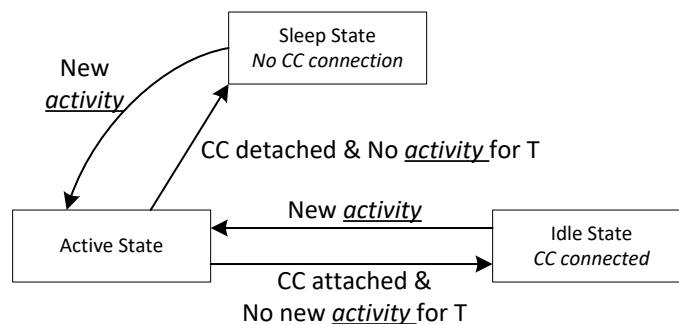 Sleep State
No CC connection
New
activity
CC detached & No activity for T
New activity
Active State
Idle State
CC connected
CC attached &
No new activity for T